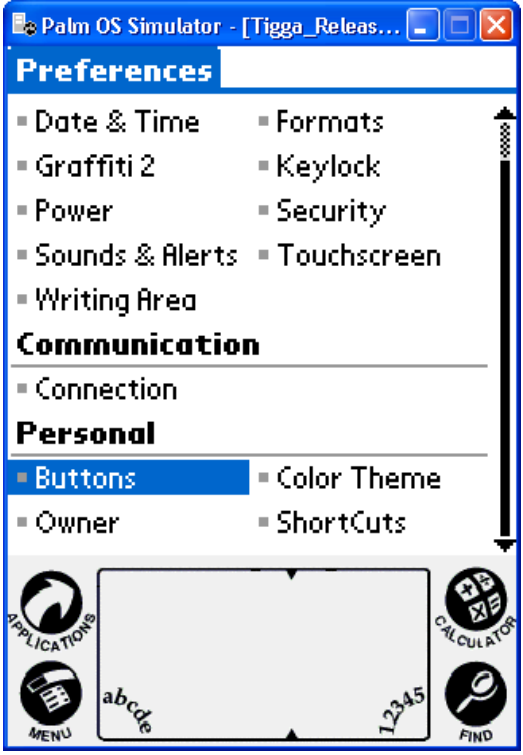 Palm OS Simulator - [Tigga_Releas...
Preferences
Date & Time Formats
Graffiti 2 Keylock
Power Security
Sounds & Alerts Touchscreen
Writing Area
Communication
Connection
Personal
Buttons Color Theme
Owner ShortCuts
APPLICATIONS
CALCULATOR
abcde
12345
MENU
FIND